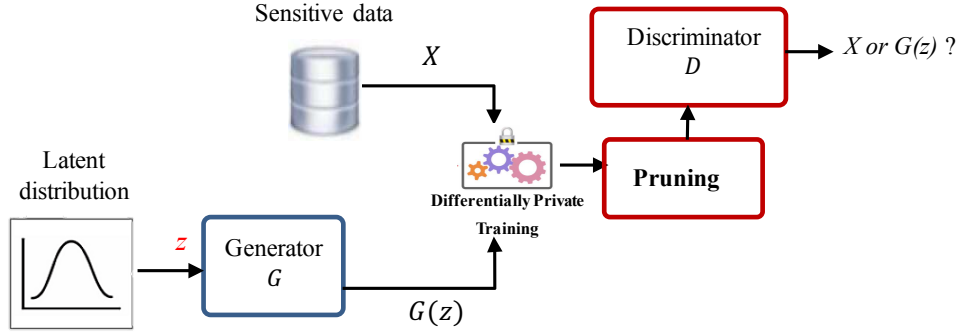 Sensitive data
X
Discriminator
D
X or G(z) ?
Latent
distribution
z
Generator
G
G(z)
Differentially Private
Training
Pruning